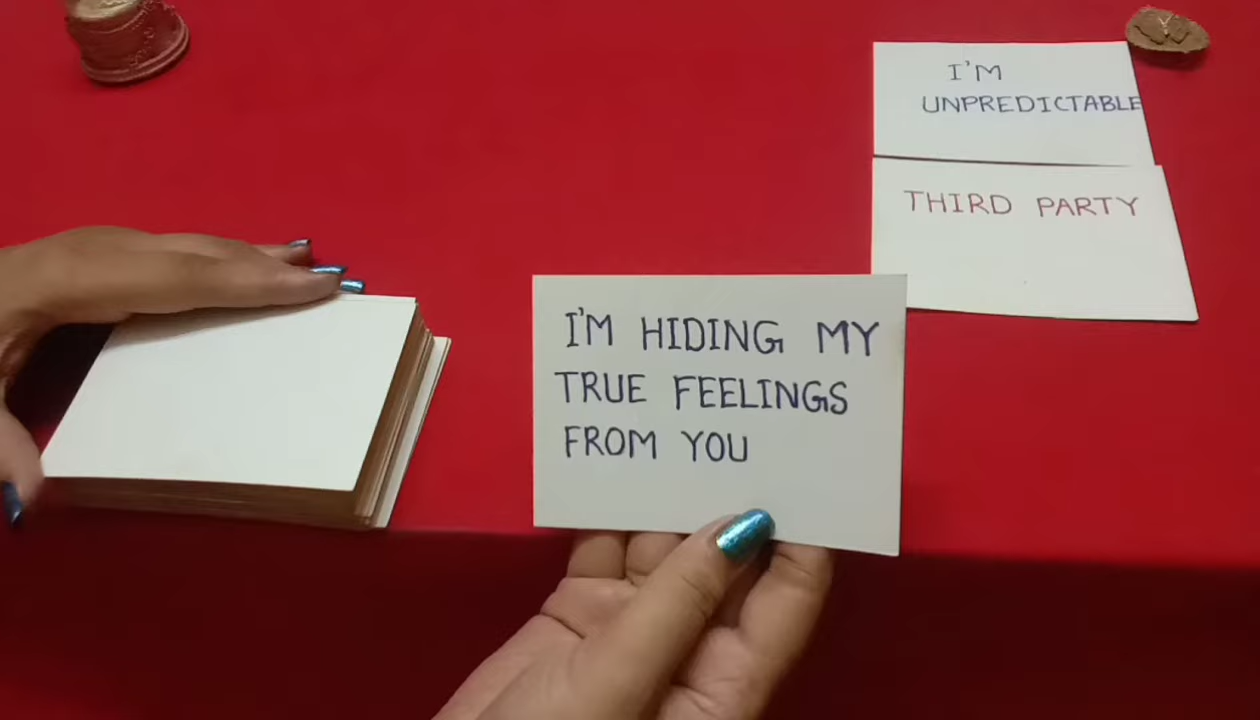 I'M
UNPREDICTABLE
THIRD PARTY
I'M HIDING MY
TRUE FEELINGS
FROM YOU